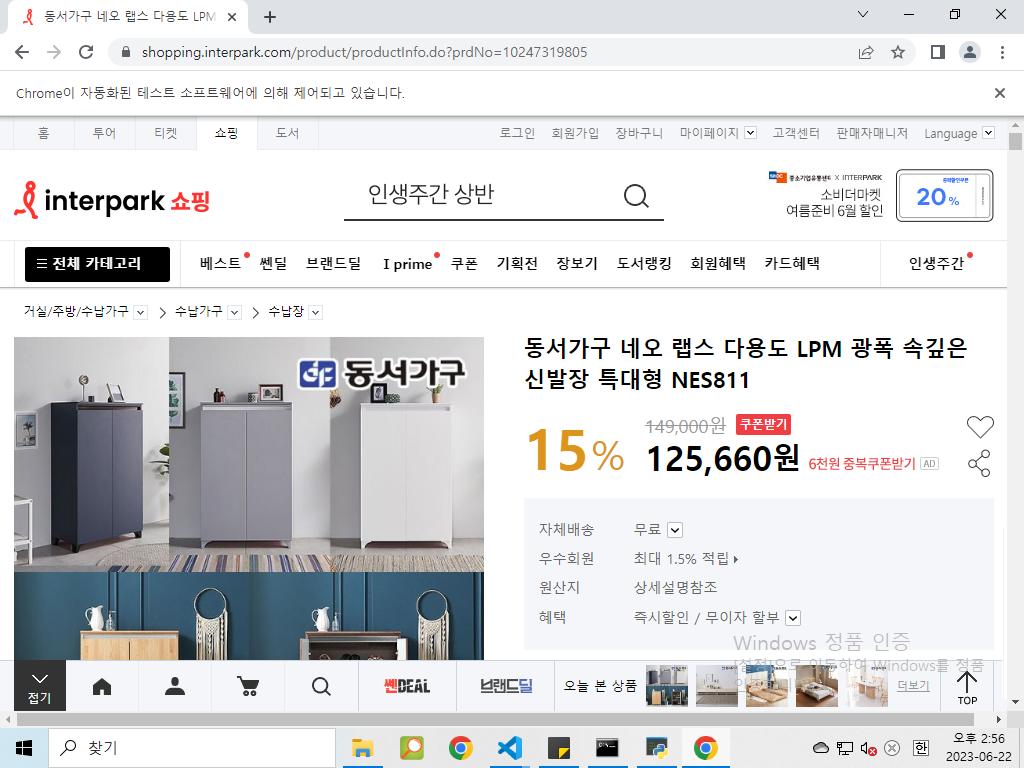 동서가구 네오 랩스 다용도 LPM
shopping.interpark.com/product/productInfo.do?prdNo=10247319805
Chrome이 자동화된 테스트 소프트웨어에 의해 제어되고 있습니다.
홈 투어 티켓 쇼핑 도서 로그인 회원가입 장바구니 마이페이지 고객센터 판매자매니저 Language
interpark 쇼핑
인생주간 상반
중소기업유통센터 X INTERPARK
소비더마켓
여름준비 6월 할인
20%
전체 카테고리 베스트 쎈딜 브랜드딜 I prime 쿠폰 기획전 장보기 도서랭킹 회원혜택 카드혜택 인생주간
거실/주방/수납가구 수납가구 수납장
동서가구
동서가구 네오 랩스 다용도 LPM 광폭 속깊은
신발장 특대형 NES811
149,000원 쿠폰받기
15% 125,660원 6천원 중복쿠폰받기 AD
자체배송 무료
우수회원 최대 1.5% 적립
원산지 상세설명참조
혜택 즉시할인 / 무이자 할부
Windows 정품 인증
[설정]으로 이동하여 Windows를 정품
접기 쎈DEAL 브랜드딜 오늘 본 상품 더보기 TOP
찾기
한
오후 2:56
2023-06-22